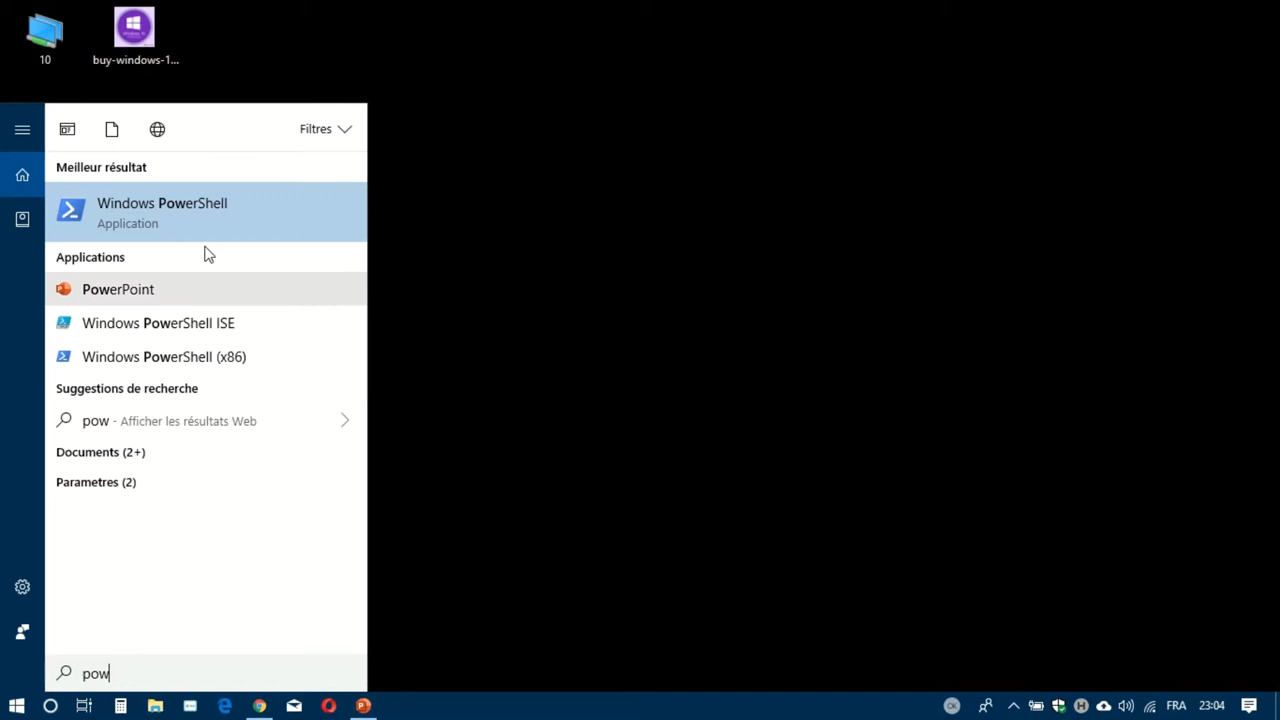 10
buy-windows-1...
Filtres
Meilleur résultat
Windows PowerShell
Application
Applications
PowerPoint
Windows PowerShell ISE
Windows PowerShell (x86)
Suggestions de recherche
pow - Afficher les résultats Web
Documents (2+)
Parametres (2)
pow
FRA 23:04